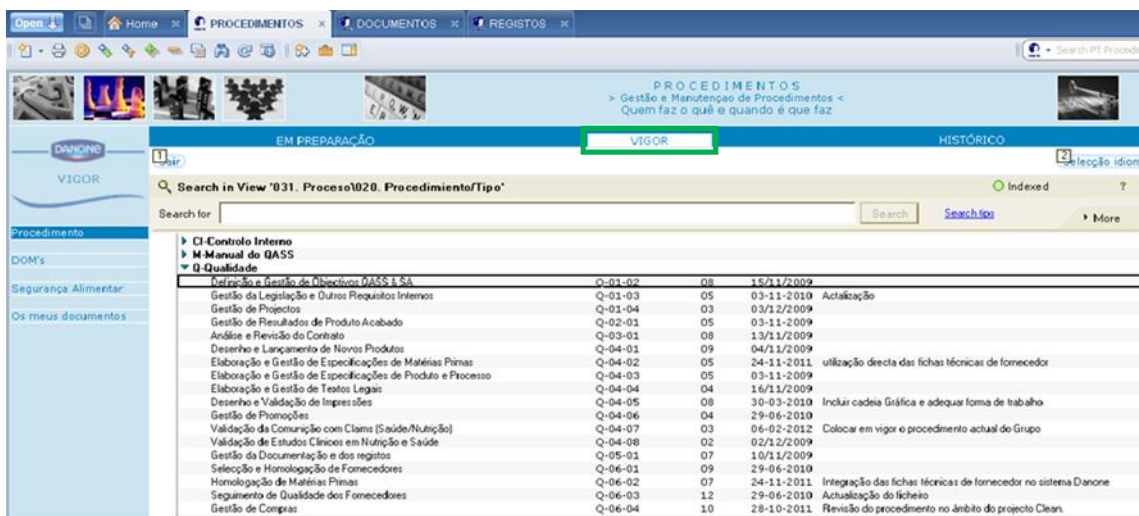 Open Home × PROCEDIMENTOS × DOCUMENTOS × REGISTOS ×
Search PT Procedi
PROCEDIMENTOS
> Gestão e Manutençao de Procedimentos <
Quem faz o quê e quando é que faz
DANONE
VIGOR
EM PREPARAÇÃO VIGOR HISTÓRICO
1 air 2 elecção idiom
Search in View '031. Proceso\020. Procedimiento/Tipo' Indexed ?
Search for Search Search tips More
Procedimento
DOM's
Segurança Alimentar
Os meus documentos
CI-Controlo Interno
M-Manual do QASS
Q-Qualidade
Definição e Gestão de Objectivos QASS & SA Q-01-02 08 15/11/2009
Gestão da Legislação e Outros Requisitos Internos Q-01-03 05 03-11-2010 Actalização
Gestão de Projectos Q-01-04 03 03/12/2009
Gestão de Resultados de Produto Acabado Q-02-01 05 03-11-2009
Análise e Revisão do Contrato Q-03-01 08 13/11/2009
Desenho e Lançamento de Novos Produtos Q-04-01 09 04/11/2009
Elaboração e Gestão de Especificações de Matérias Primas Q-04-02 05 24-11-2011 utilização directa das fichas técnicas de fornecedor
Elaboração e Gestão de Especificações de Produto e Processo Q-04-03 05 03-11-2009
Elaboração e Gestão de Textos Legais Q-04-04 04 16/11/2009
Desenho e Validação de Impressões Q-04-05 08 30-03-2010 Incluir cadeia Gráfica e adequar forma de trabalho
Gestão de Promoções Q-04-06 04 29-06-2010
Validação da Comunição com Claims (Saúde/Nutrição) Q-04-07 03 06-02-2012 Colocar em vigor o procedimento actual do Grupo
Validação de Estudos Clínicos em Nutrição e Saúde Q-04-08 02 02/12/2009
Gestão da Documentação e dos registos Q-05-01 07 10/11/2009
Selecção e Homologação de Fornecedores Q-06-01 09 29-06-2010
Homologação de Matérias Primas Q-06-02 07 24-11-2011 Integração das fichas técnicas de fornecedor no sistema Danone
Seguimento de Qualidade dos Fornecedores Q-06-03 12 29-06-2010 Actualização do ficheiro
Gestão de Compras Q-06-04 10 28-10-2011 Revisão do procedimento no âmbito do projecto Clean.